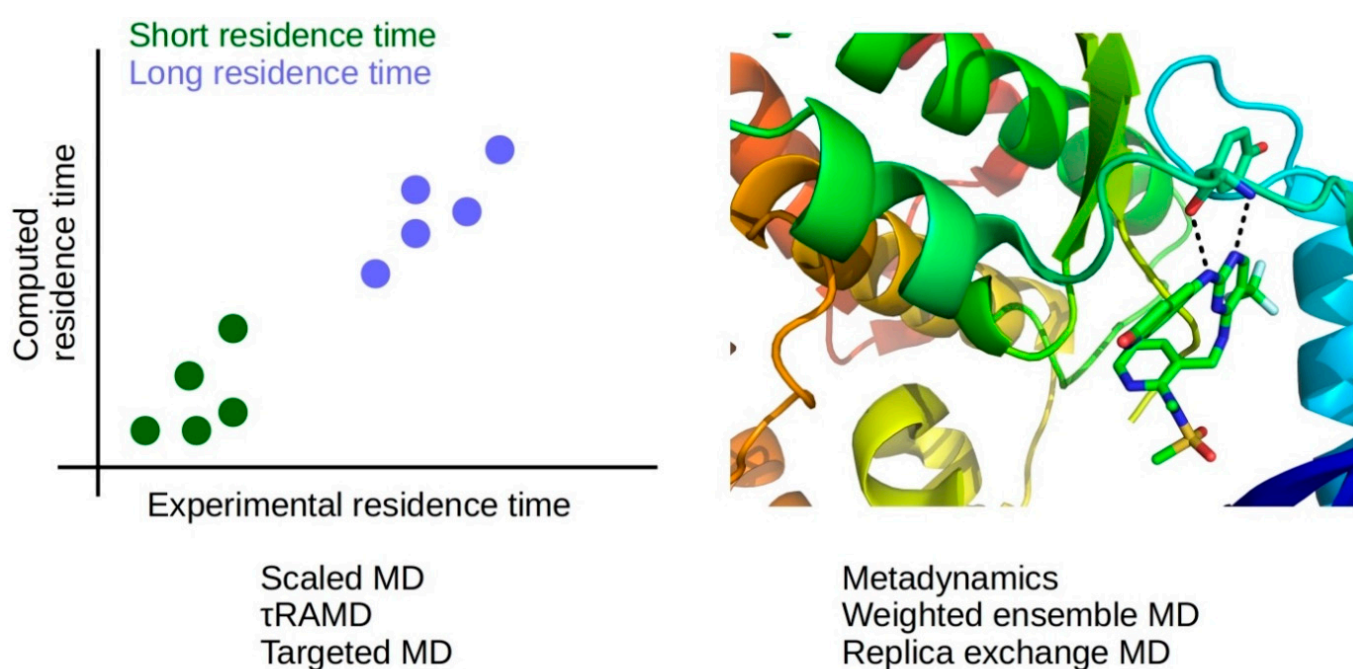 Short residence time
Long residence time
Computed
residence time
Experimental residence time
Scaled MD
τRAMD
Targeted MD
Metadynamics
Weighted ensemble MD
Replica exchange MD